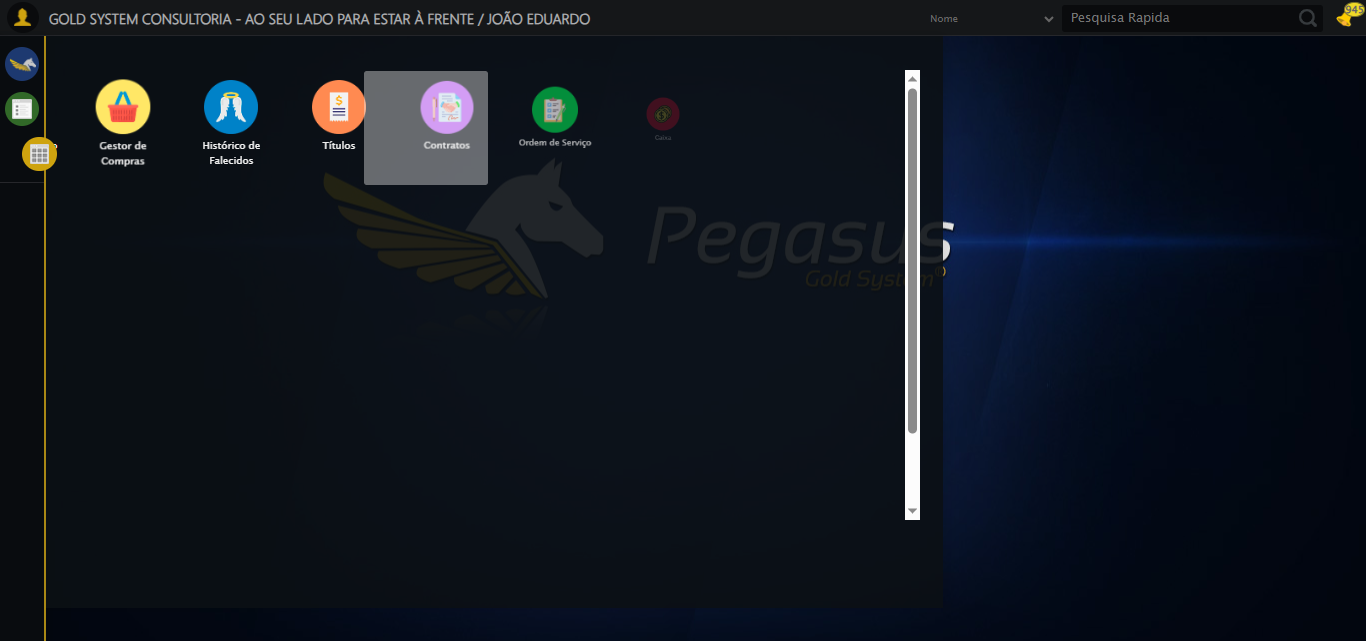 GOLD SYSTEM CONSULTORIA - AO SEU LADO PARA ESTAR À FRENTE / JOÃO EDUARDO
Nome
Pesquisa Rapida
945
Gestor de
Compras
Histórico de
Falecidos
Títulos
Contratos
Ordem de Serviço
Caixa
Pegasus
Gold System®